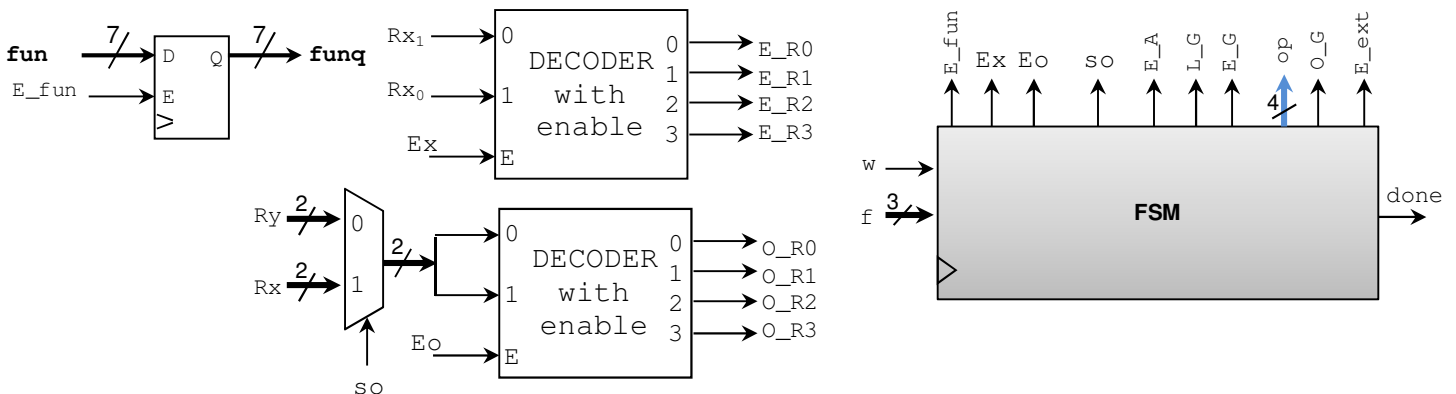 fun 7 D Q 7 funq
E_fun E
Rx1 0
Rx0 1
Ex E
DECODER
with
enable
0 E_R0
1 E_R1
2 E_R2
3 E_R3
Ry 2 0
Rx 2 1
so
2
0
1
Eo E
DECODER
with
enable
0 O_R0
1 O_R1
2 O_R2
3 O_R3
E_fun Ex Eo so E_A L_G E_G op O_G E_ext
4
w
f 3
FSM
done